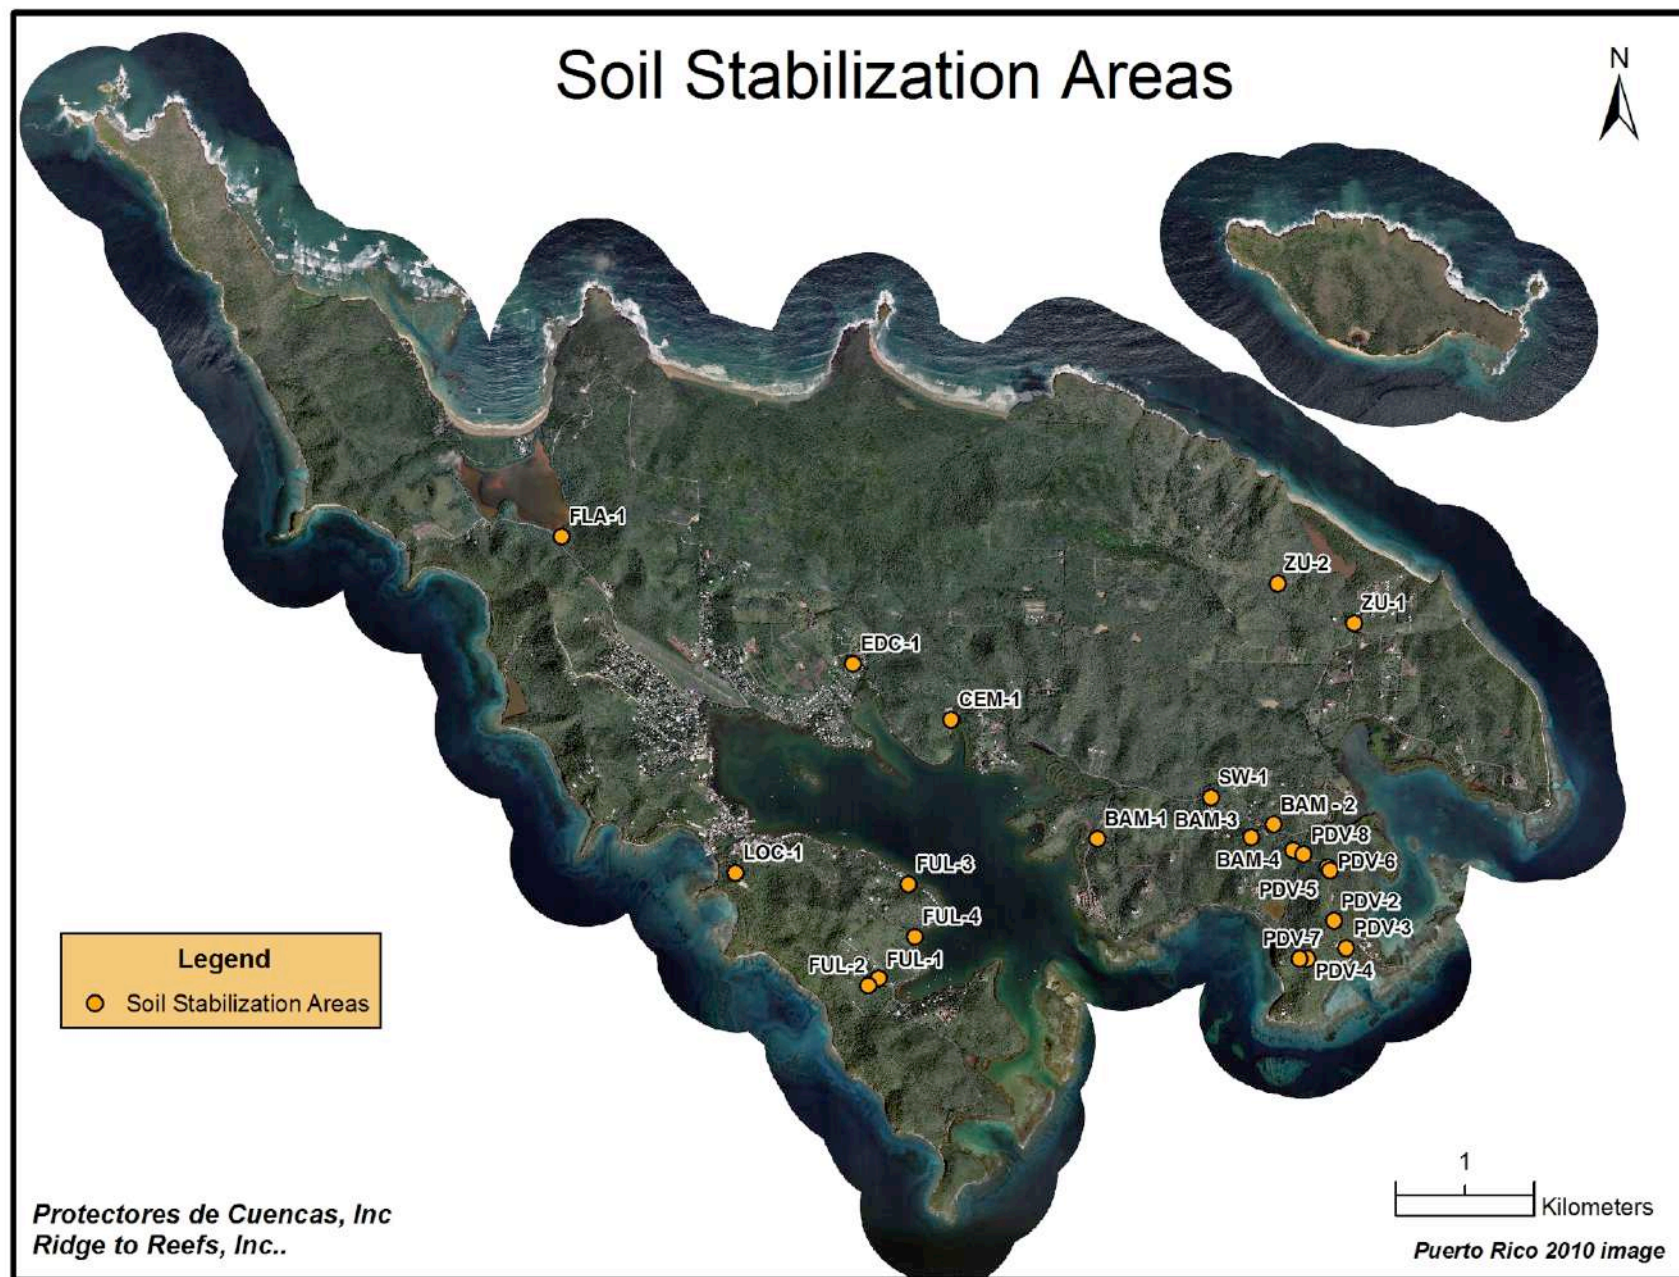 Soil Stabilization Areas
N
FLA-1
ZU-2
ZU-1
EDC-1
CEM-1
SW-1
BAM-1
BAM-3
BAM - 2
PDV-8
BAM-4
PDV-6
LOC-1
FUL-3
PDV-5
PDV-2
FUL-4
PDV-3
PDV-7
FUL-2
FUL-1
PDV-4
Legend
Soil Stabilization Areas
1
Kilometers
Protectores de Cuencas, Inc
Ridge to Reefs, Inc..
Puerto Rico 2010 image